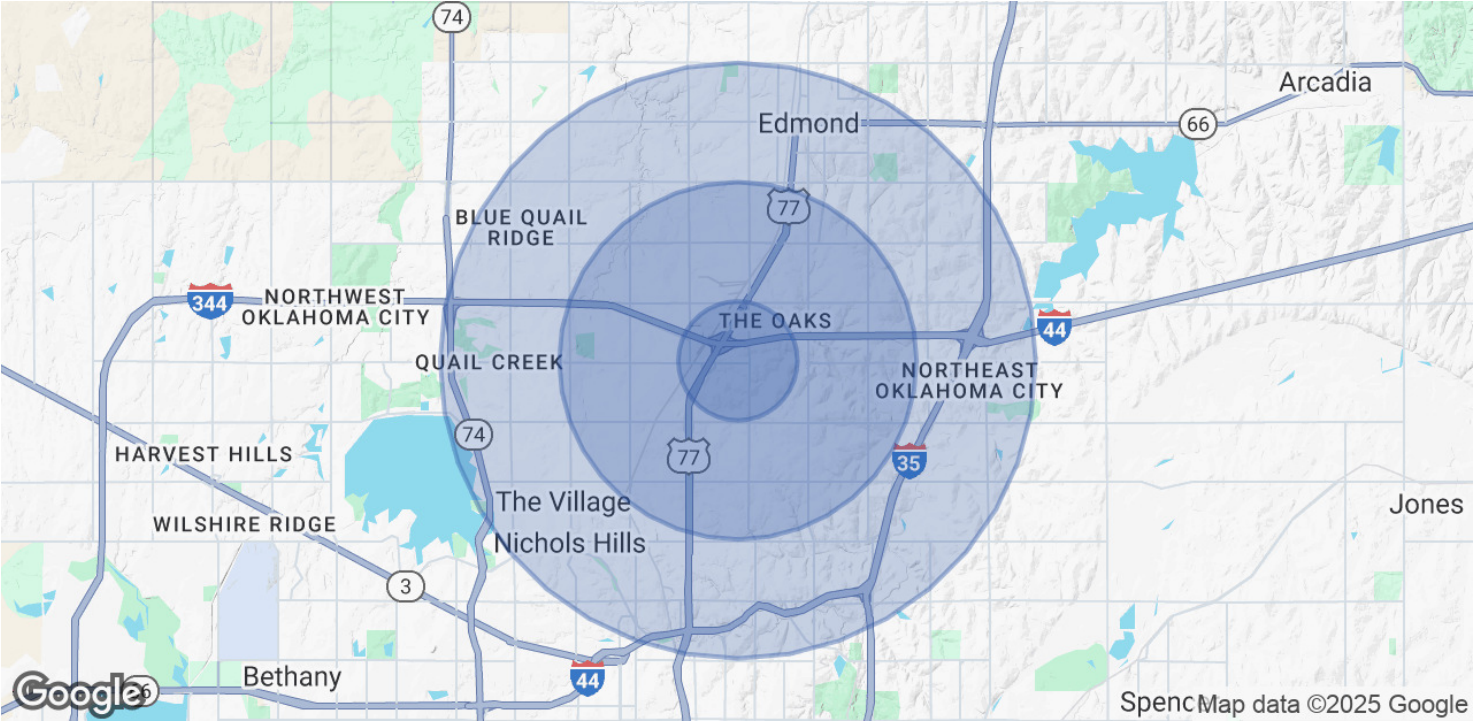 74
Arcadia
Edmond
66
77
BLUE QUAIL
RIDGE
344
NORTHWEST
OKLAHOMA CITY
THE OAKS
44
QUAIL CREEK
NORTHEAST
OKLAHOMA CITY
74
HARVEST HILLS
77
35
The Village
Jones
WILSHIRE RIDGE
Nichols Hills
3
Bethany
44
Google
Map data ©2025 Google